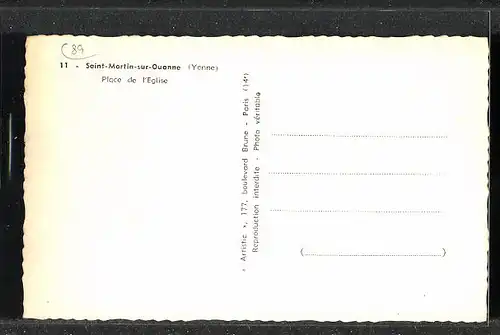 (89
11 - Saint-Martin-sur-Ouanne (Yonne)
Place de l'Eglise
« Artistic », 177, boulevard Brune - Paris (14e)
Reproduction interdite - Photo véritable